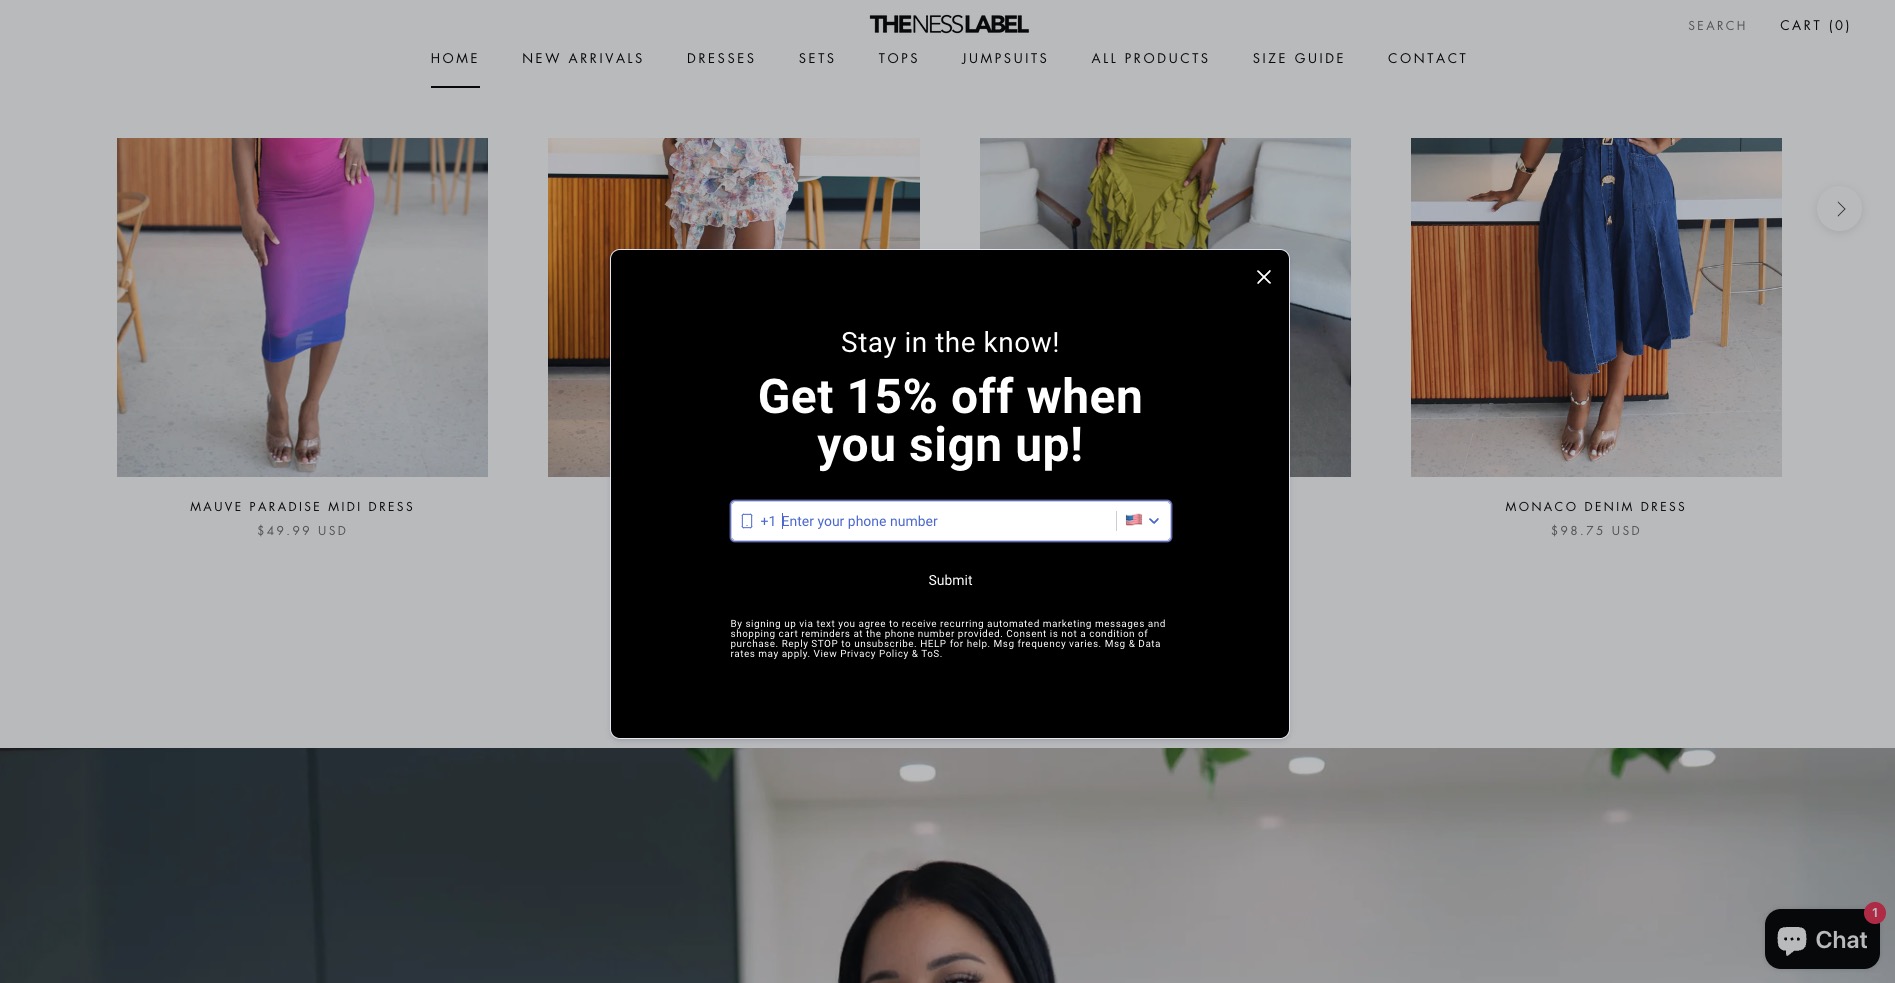 THENESSLABEL
SEARCH
CART (0)
HOME
NEW ARRIVALS
DRESSES
SETS
TOPS
JUMPSUITS
ALL PRODUCTS
SIZE GUIDE
CONTACT
Stay in the know!
Get 15% off when
you sign up!
+1 Enter your phone number
Submit
By signing up via text you agree to receive recurring automated marketing messages and
shopping cart reminders at the phone number provided. Consent is not a condition of
purchase. Reply STOP to unsubscribe. HELP for help. Msg frequency varies. Msg & Data
rates may apply. View Privacy Policy & ToS.
MAUVE PARADISE MIDI DRESS
$49.99 USD
MONACO DENIM DRESS
$98.75 USD
1
Chat